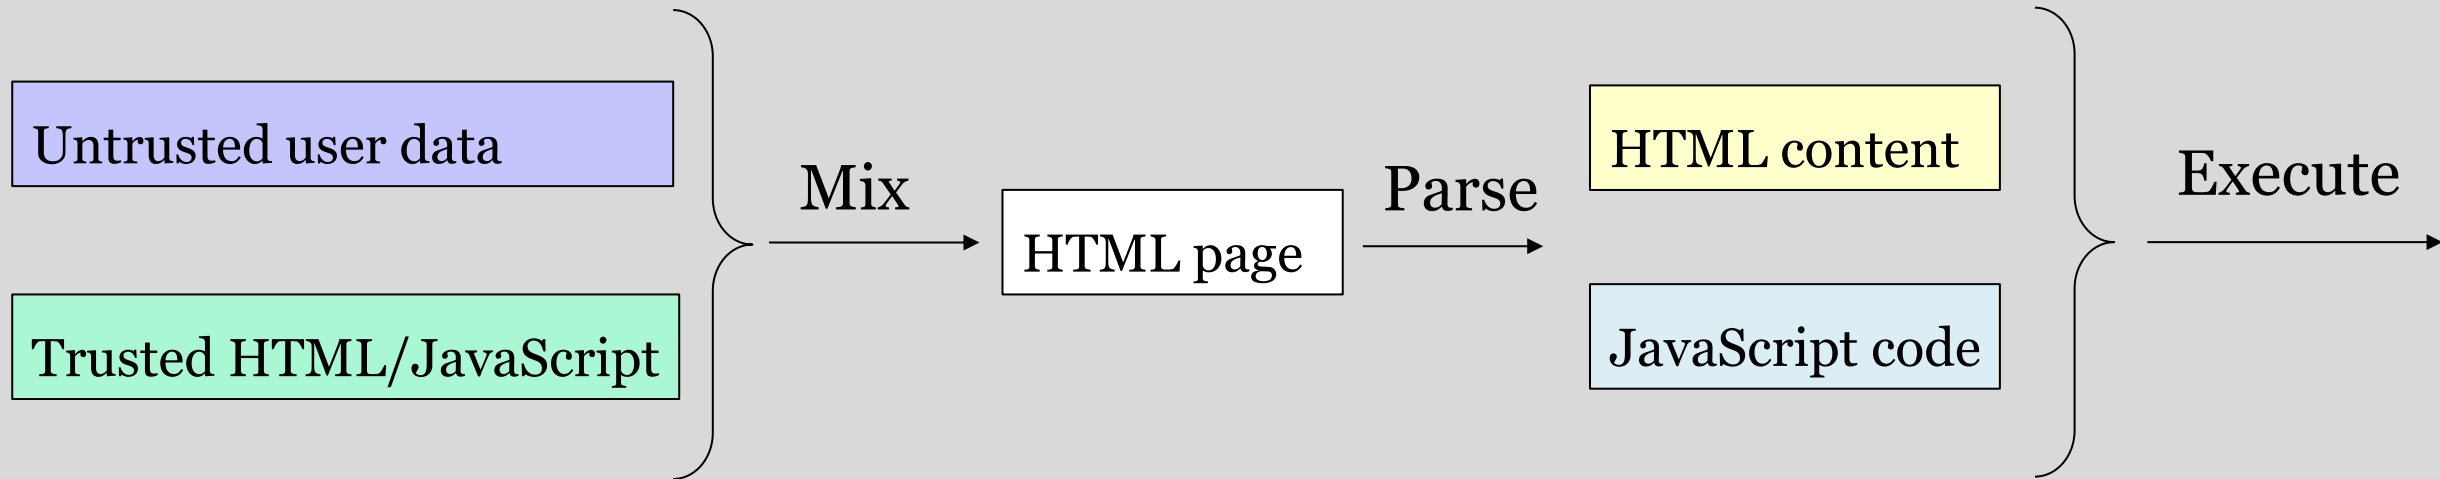 Untrusted user data
Trusted HTML/JavaScript
Mix
HTML page
Parse
HTML content
JavaScript code
Execute